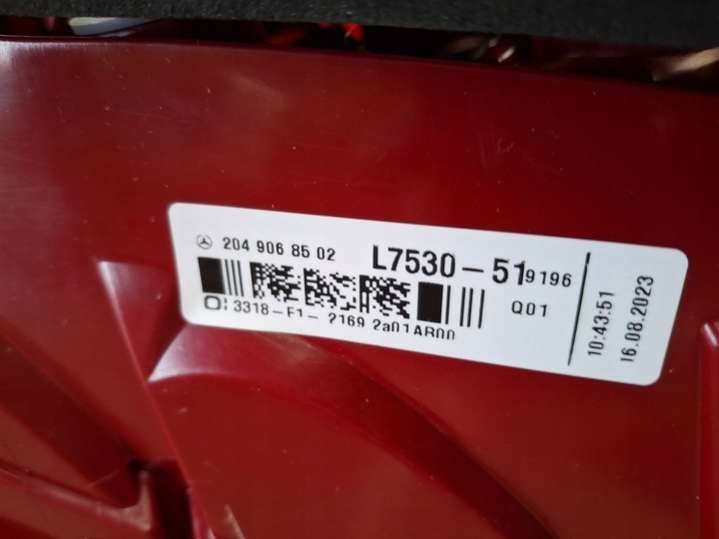 204 906 85 02 L7530-51 9196
Q01
3318-F1-2169 2a01AR00
10:43:51
16.08.2023